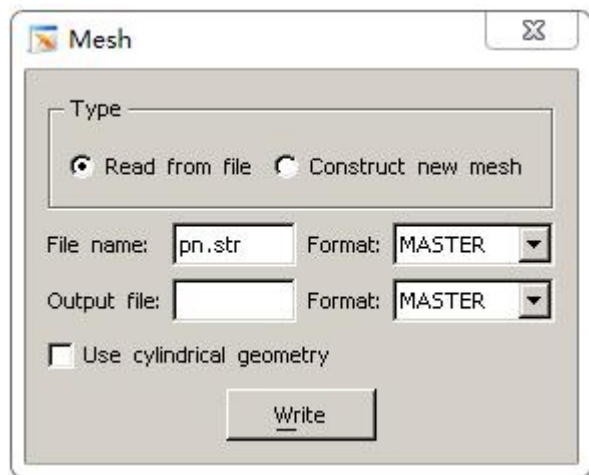 Mesh
Type
Read from file Construct new mesh
File name: pn.str Format: MASTER
Output file: Format: MASTER
Use cylindrical geometry
Write